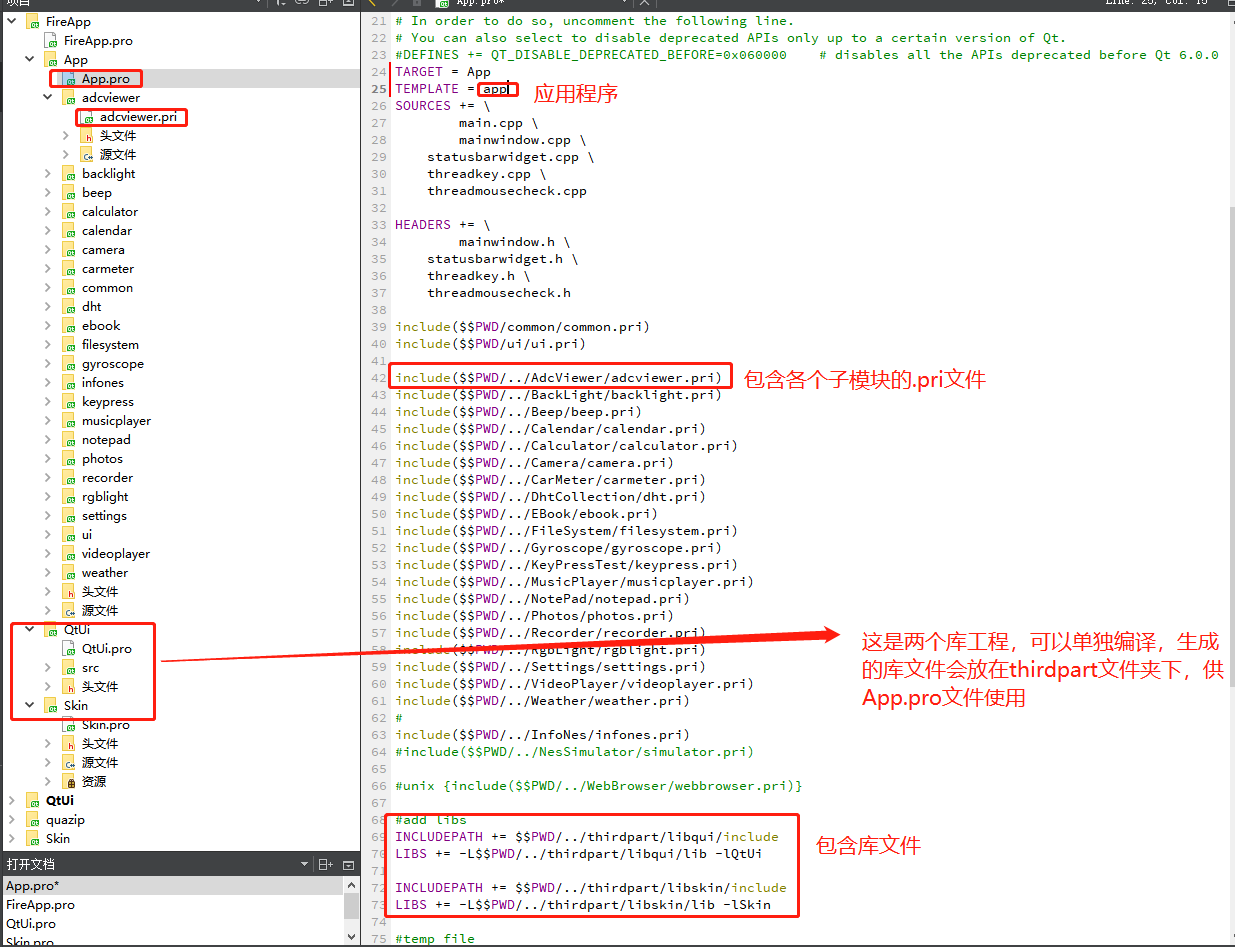 项目
App.pro*
Line: 25, Col: 15
FireApp
FireApp.pro
App
App.pro
adcviewer
adcviewer.pri
头文件
源文件
backlight
beep
calculator
calendar
camera
carmeter
common
dht
ebook
filesystem
gyroscope
infones
keypress
musicplayer
notepad
photos
recorder
rgblight
settings
ui
videoplayer
weather
头文件
源文件
QtUi
QtUi.pro
src
头文件
Skin
Skin.pro
头文件
源文件
资源
QtUi
quazip
Skin
打开文档
App.pro*
FireApp.pro
QtUi.pro
Skin.pro
21 # In order to do so, uncomment the following line.
22 # You can also select to disable deprecated APIs only up to a certain version of Qt.
23 #DEFINES += QT_DISABLE_DEPRECATED_BEFORE=0x060000    # disables all the APIs deprecated before Qt 6.0.0
24 TARGET = App
25 TEMPLATE = app
应用程序
26 SOURCES += \
27 main.cpp \
28 mainwindow.cpp \
29 statusbarwidget.cpp \
30 threadkey.cpp \
31 threadmousecheck.cpp
32
33 HEADERS += \
34 mainwindow.h \
35 statusbarwidget.h \
36 threadkey.h \
37 threadmousecheck.h
38
39 include($$PWD/common/common.pri)
40 include($$PWD/ui/ui.pri)
41
42 include($$PWD/../AdcViewer/adcviewer.pri)
包含各个子模块的.pri文件
43 include($$PWD/../BackLight/backlight.pri)
44 include($$PWD/../Beep/beep.pri)
45 include($$PWD/../Calendar/calendar.pri)
46 include($$PWD/../Calculator/calculator.pri)
47 include($$PWD/../Camera/camera.pri)
48 include($$PWD/../CarMeter/carmeter.pri)
49 include($$PWD/../DhtCollection/dht.pri)
50 include($$PWD/../EBook/ebook.pri)
51 include($$PWD/../FileSystem/filesystem.pri)
52 include($$PWD/../Gyroscope/gyroscope.pri)
53 include($$PWD/../KeyPressTest/keypress.pri)
54 include($$PWD/../MusicPlayer/musicplayer.pri)
55 include($$PWD/../NotePad/notepad.pri)
56 include($$PWD/../Photos/photos.pri)
57 include($$PWD/../Recorder/recorder.pri)
58 include($$PWD/../RgbLight/rgblight.pri)
59 include($$PWD/../Settings/settings.pri)
60 include($$PWD/../VideoPlayer/videoplayer.pri)
61 include($$PWD/../Weather/weather.pri)
这是两个库工程，可以单独编译，生成
的库文件会放在thirdpart文件夹下，供
App.pro文件使用
62 #
63 include($$PWD/../InfoNes/infones.pri)
64 #include($$PWD/../NesSimulator/simulator.pri)
65
66 #unix {include($$PWD/../WebBrowser/webbrowser.pri)}
67
68 #add libs
69 INCLUDEPATH += $$PWD/../thirdpart/libqui/include
70 LIBS += -L$$PWD/../thirdpart/libqui/lib -lQtUi
包含库文件
71
72 INCLUDEPATH += $$PWD/../thirdpart/libskin/include
73 LIBS += -L$$PWD/../thirdpart/libskin/lib -lSkin
74
75 #temp file